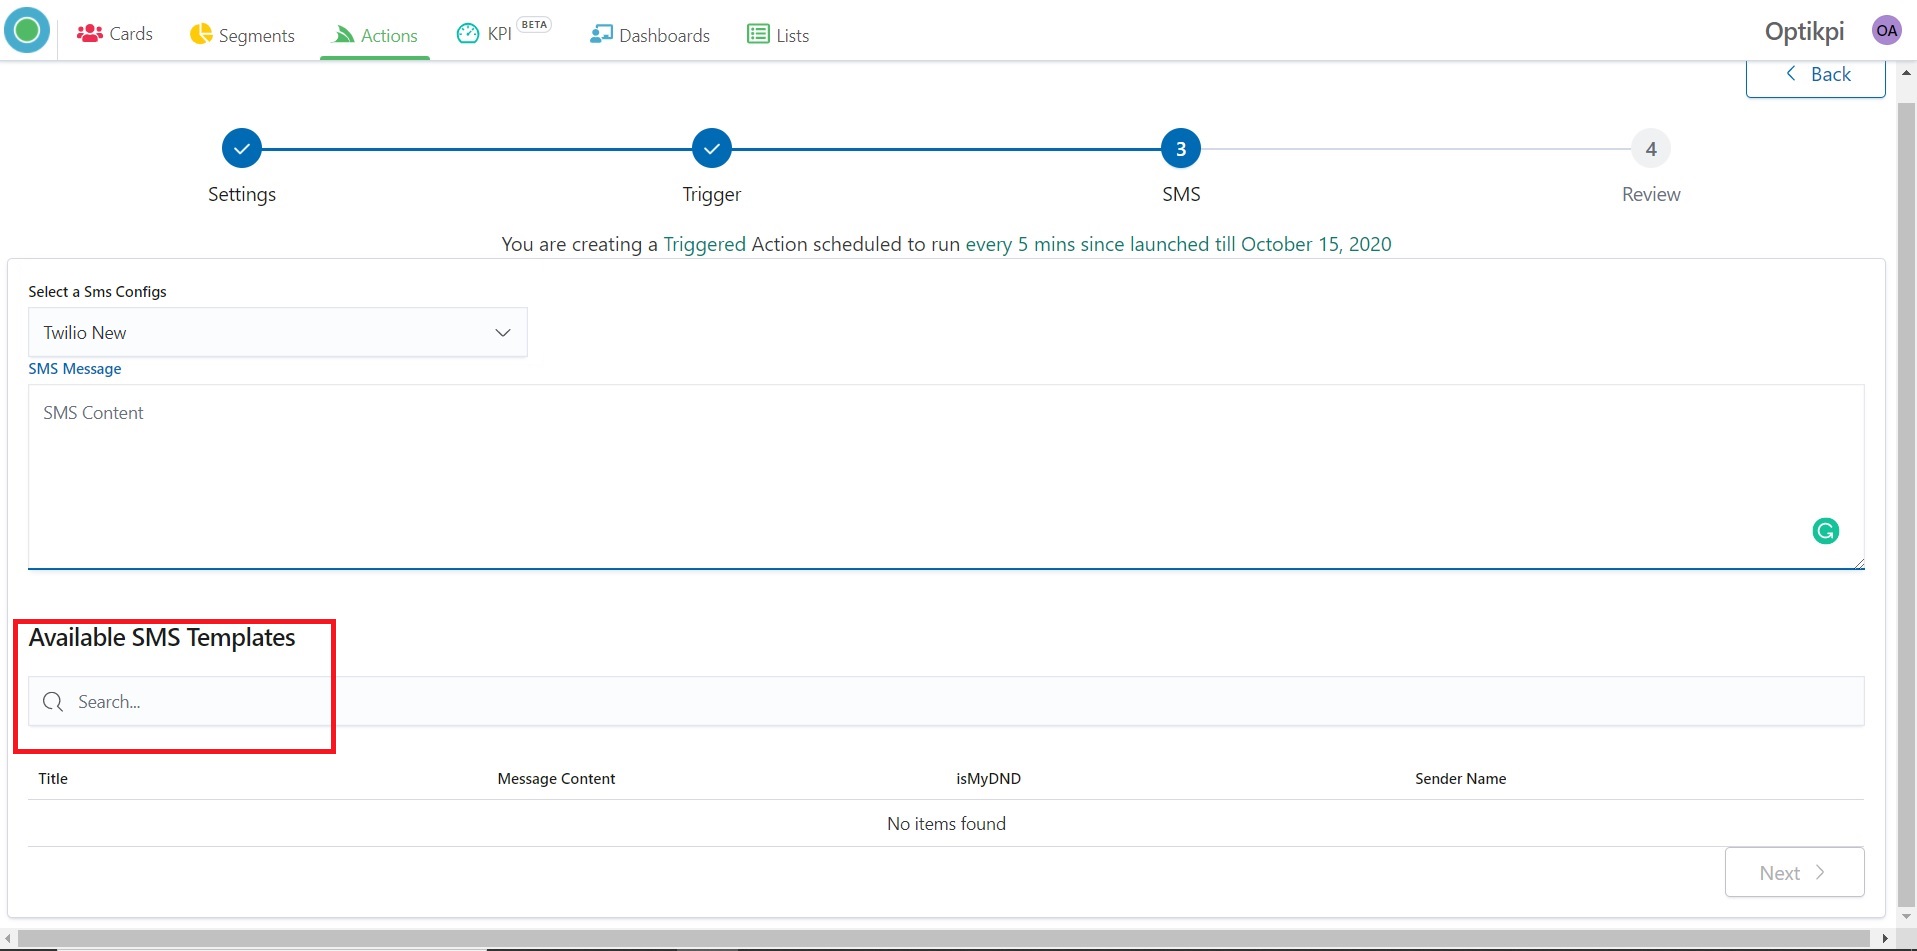 Cards Segments Actions KPI BETA Dashboards Lists Optikpi OA
Back
3 4
Settings Trigger SMS Review
You are creating a Triggered Action scheduled to run every 5 mins since launched till October 15, 2020
Select a Sms Configs
Twilio New
SMS Message
SMS Content
Available SMS Templates
Search...
Title Message Content isMyDND Sender Name
No items found
Next